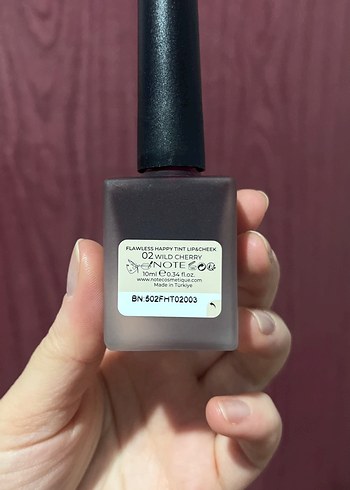 FLAWLESS HAPPY TINT LIP&CHEEK
02 WILD CHERRY
NOTE
10ml ℮ 0.34 fl.oz.
www.notecosmetique.com
Made in Türkiye
BN:502FHT02003